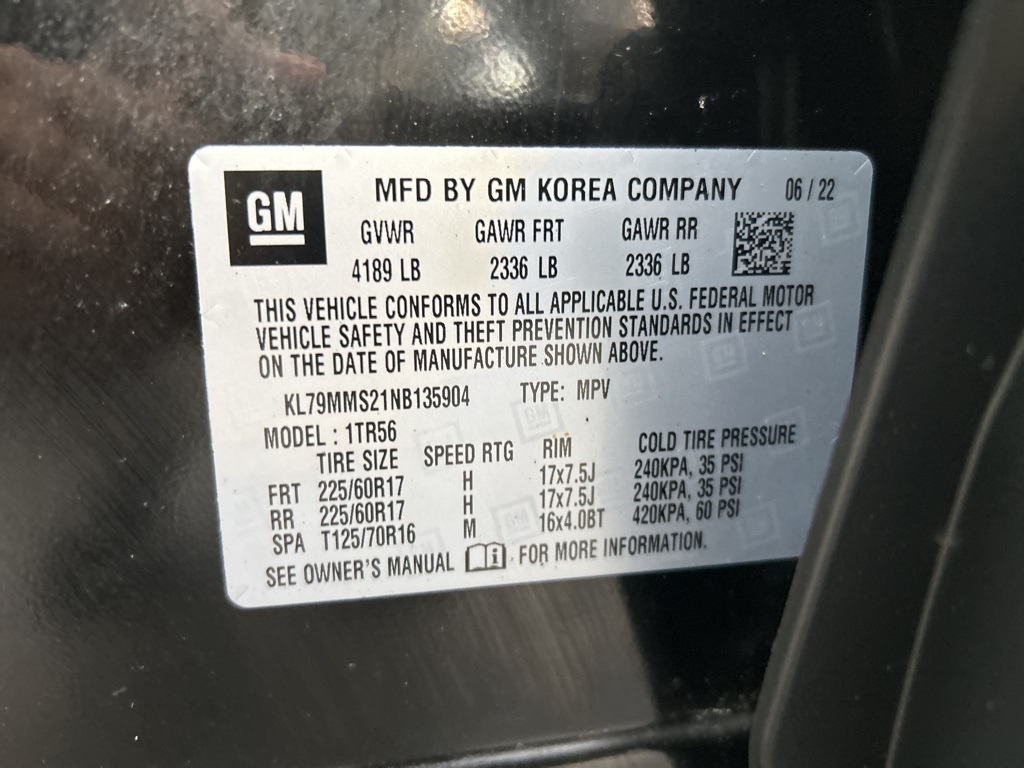 GM
MFD BY GM KOREA COMPANY 06 / 22
GVWR GAWR FRT GAWR RR
4189 LB 2336 LB 2336 LB
THIS VEHICLE CONFORMS TO ALL APPLICABLE U.S. FEDERAL MOTOR
VEHICLE SAFETY AND THEFT PREVENTION STANDARDS IN EFFECT
ON THE DATE OF MANUFACTURE SHOWN ABOVE.
KL79MMS21NB135904 TYPE: MPV
MODEL : 1TR56
TIRE SIZE SPEED RTG RIM COLD TIRE PRESSURE
FRT 225/60R17 H 17x7.5J 240KPA, 35 PSI
RR 225/60R17 H 17x7.5J 240KPA, 35 PSI
SPA T125/70R16 M 16x4.0BT 420KPA, 60 PSI
SEE OWNER'S MANUAL i FOR MORE INFORMATION.